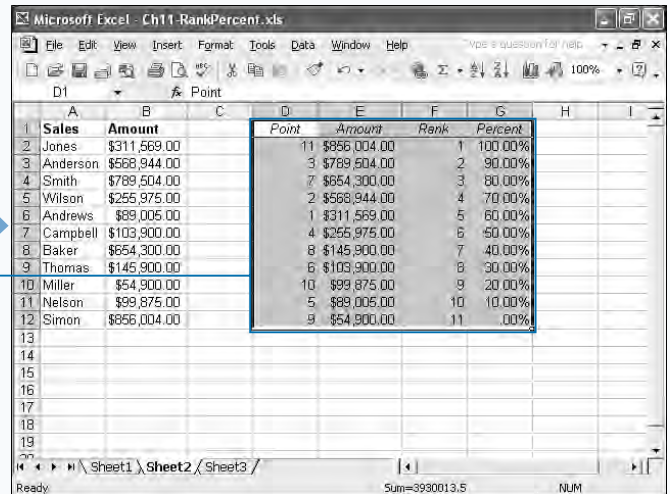 Microsoft Excel - Ch11-RankPercent.xls
File Edit View Insert Format Tools Data Window Help Type a question for help
100%
D1 fx Point
A B C D E F G H I
1 Sales Amount Point Amount Rank Percent
2 Jones $311,569.00 11 $856,004.00 1 100.00%
3 Anderson $568,944.00 3 $789,504.00 2 90.00%
4 Smith $789,504.00 7 $654,300.00 3 80.00%
5 Wilson $255,975.00 2 $568,944.00 4 70.00%
6 Andrews $89,005.00 1 $311,569.00 5 60.00%
7 Campbell $103,900.00 4 $255,975.00 6 50.00%
8 Baker $654,300.00 8 $145,900.00 7 40.00%
9 Thomas $145,900.00 6 $103,900.00 8 30.00%
10 Miller $54,900.00 10 $99,875.00 9 20.00%
11 Nelson $99,875.00 5 $89,005.00 10 10.00%
12 Simon $856,004.00 9 $54,900.00 11 .00%
13
14
15
16
17
18
19
Sheet1 Sheet2 Sheet3
Ready Sum=3930013.5 NUM